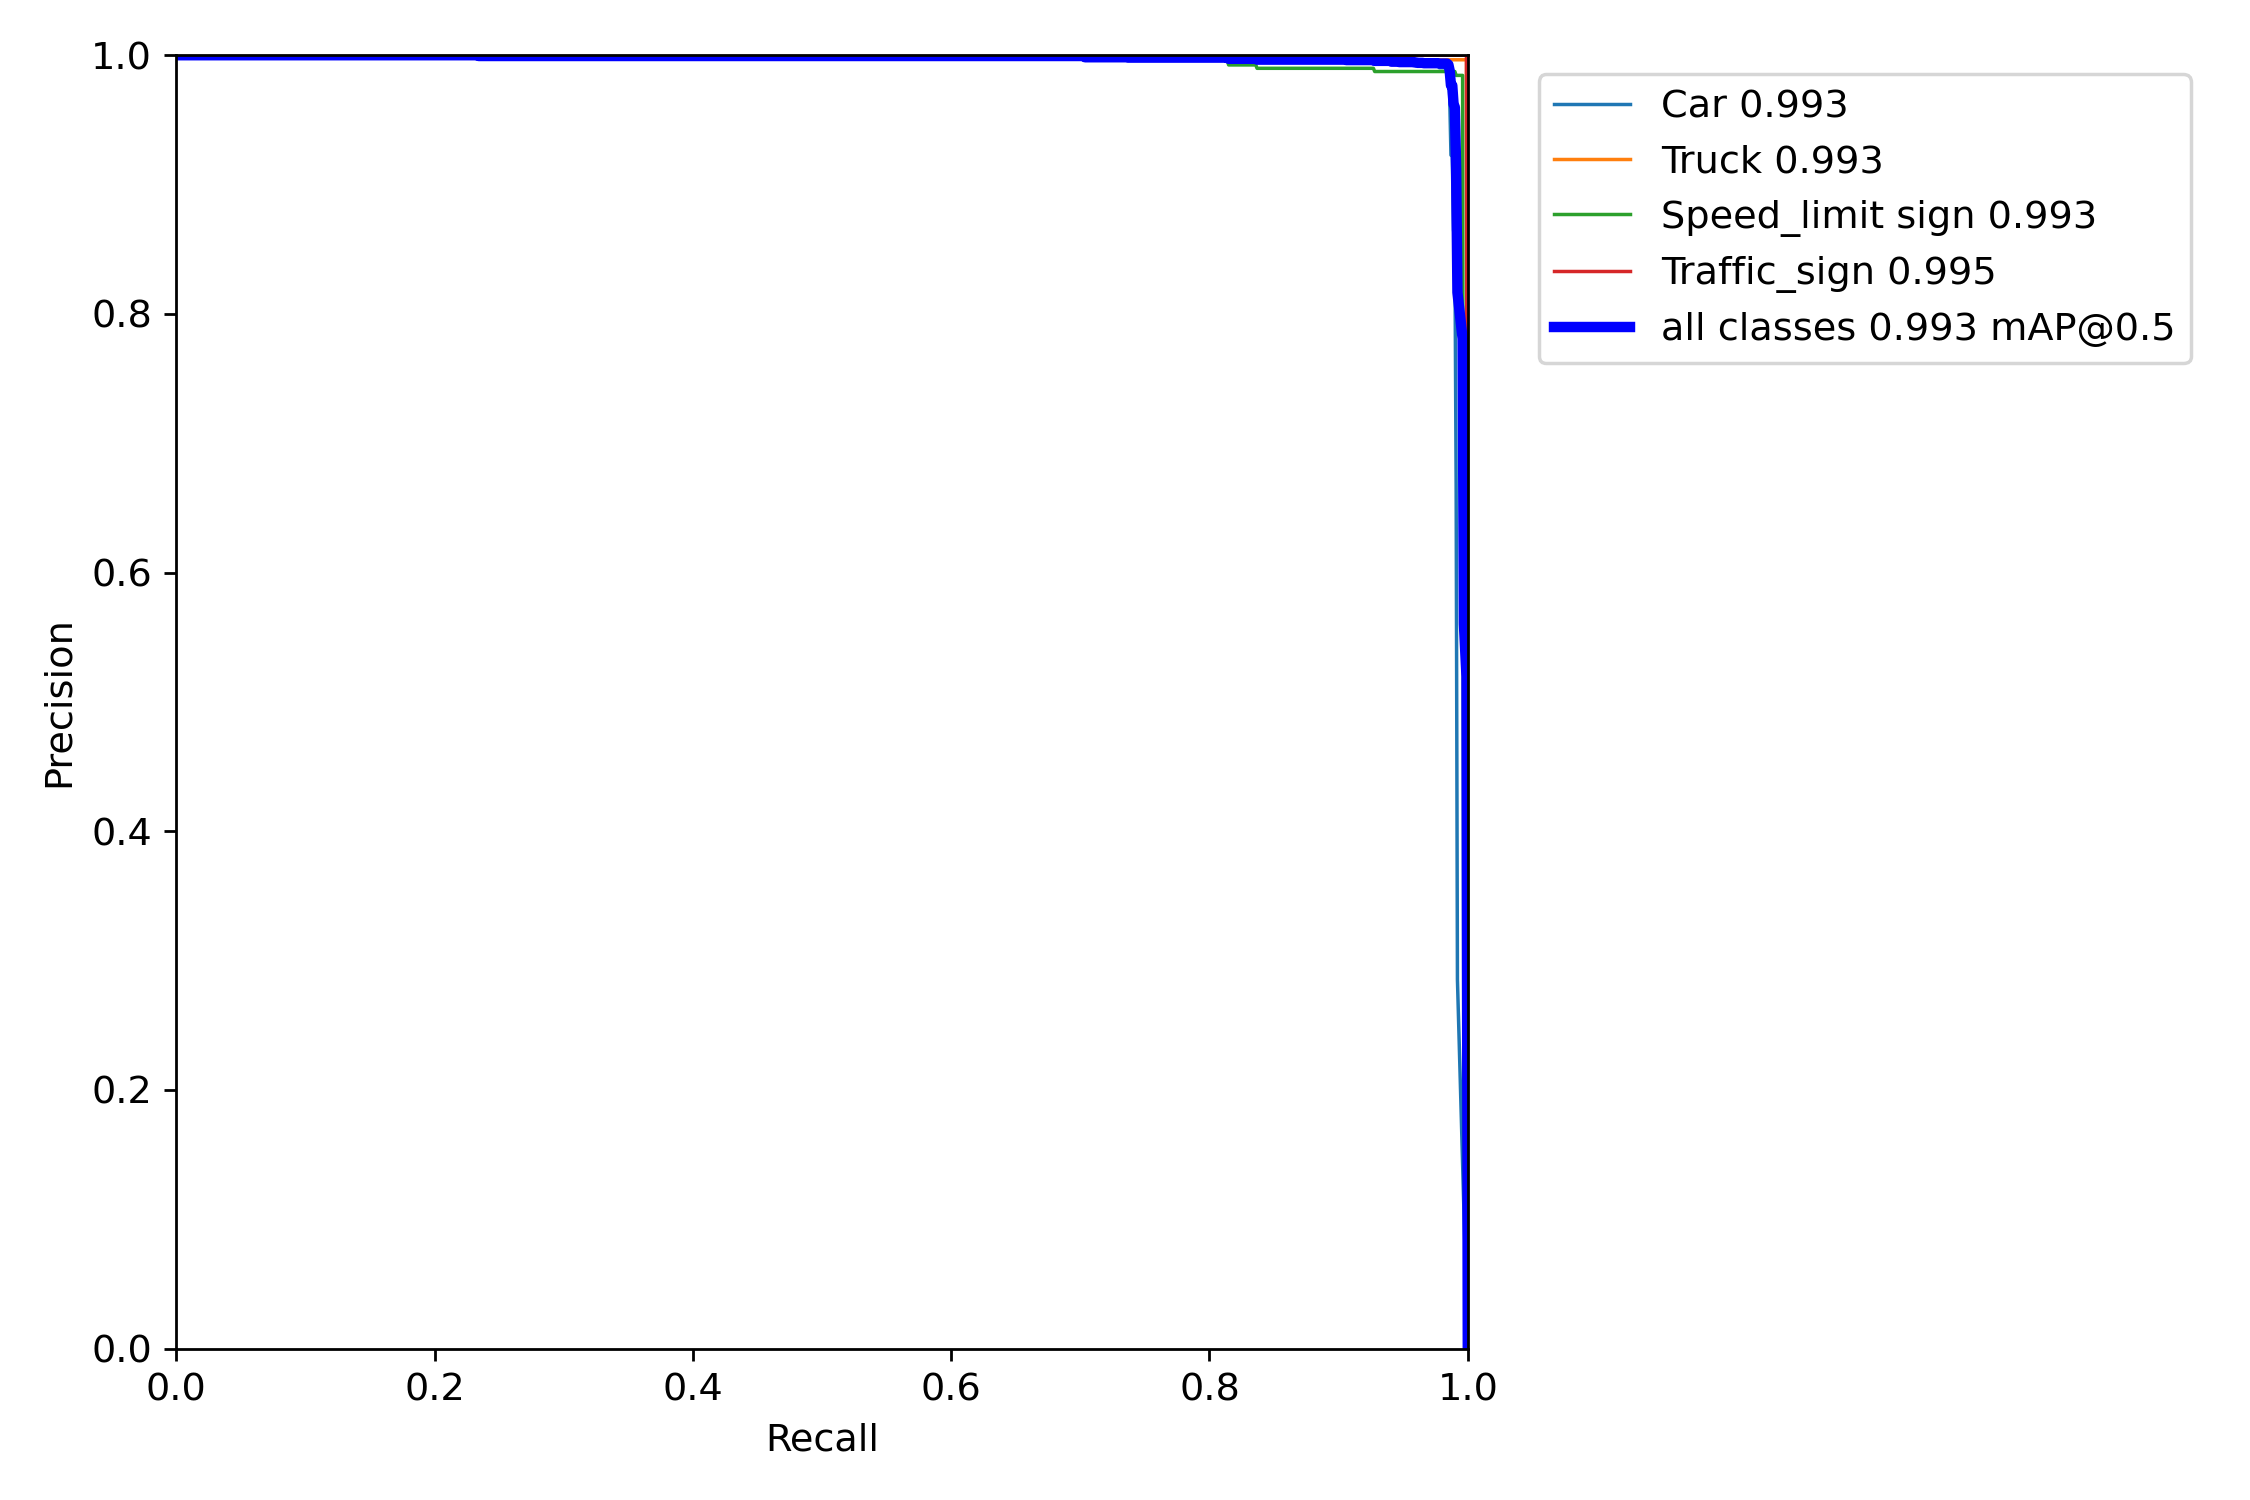 1.0
0.8
0.6
0.4
0.2
0.0
Precision
0.0 0.2 0.4 0.6 0.8 1.0
Recall
Car 0.993
Truck 0.993
Speed_limit sign 0.993
Traffic_sign 0.995
all classes 0.993 mAP@0.5